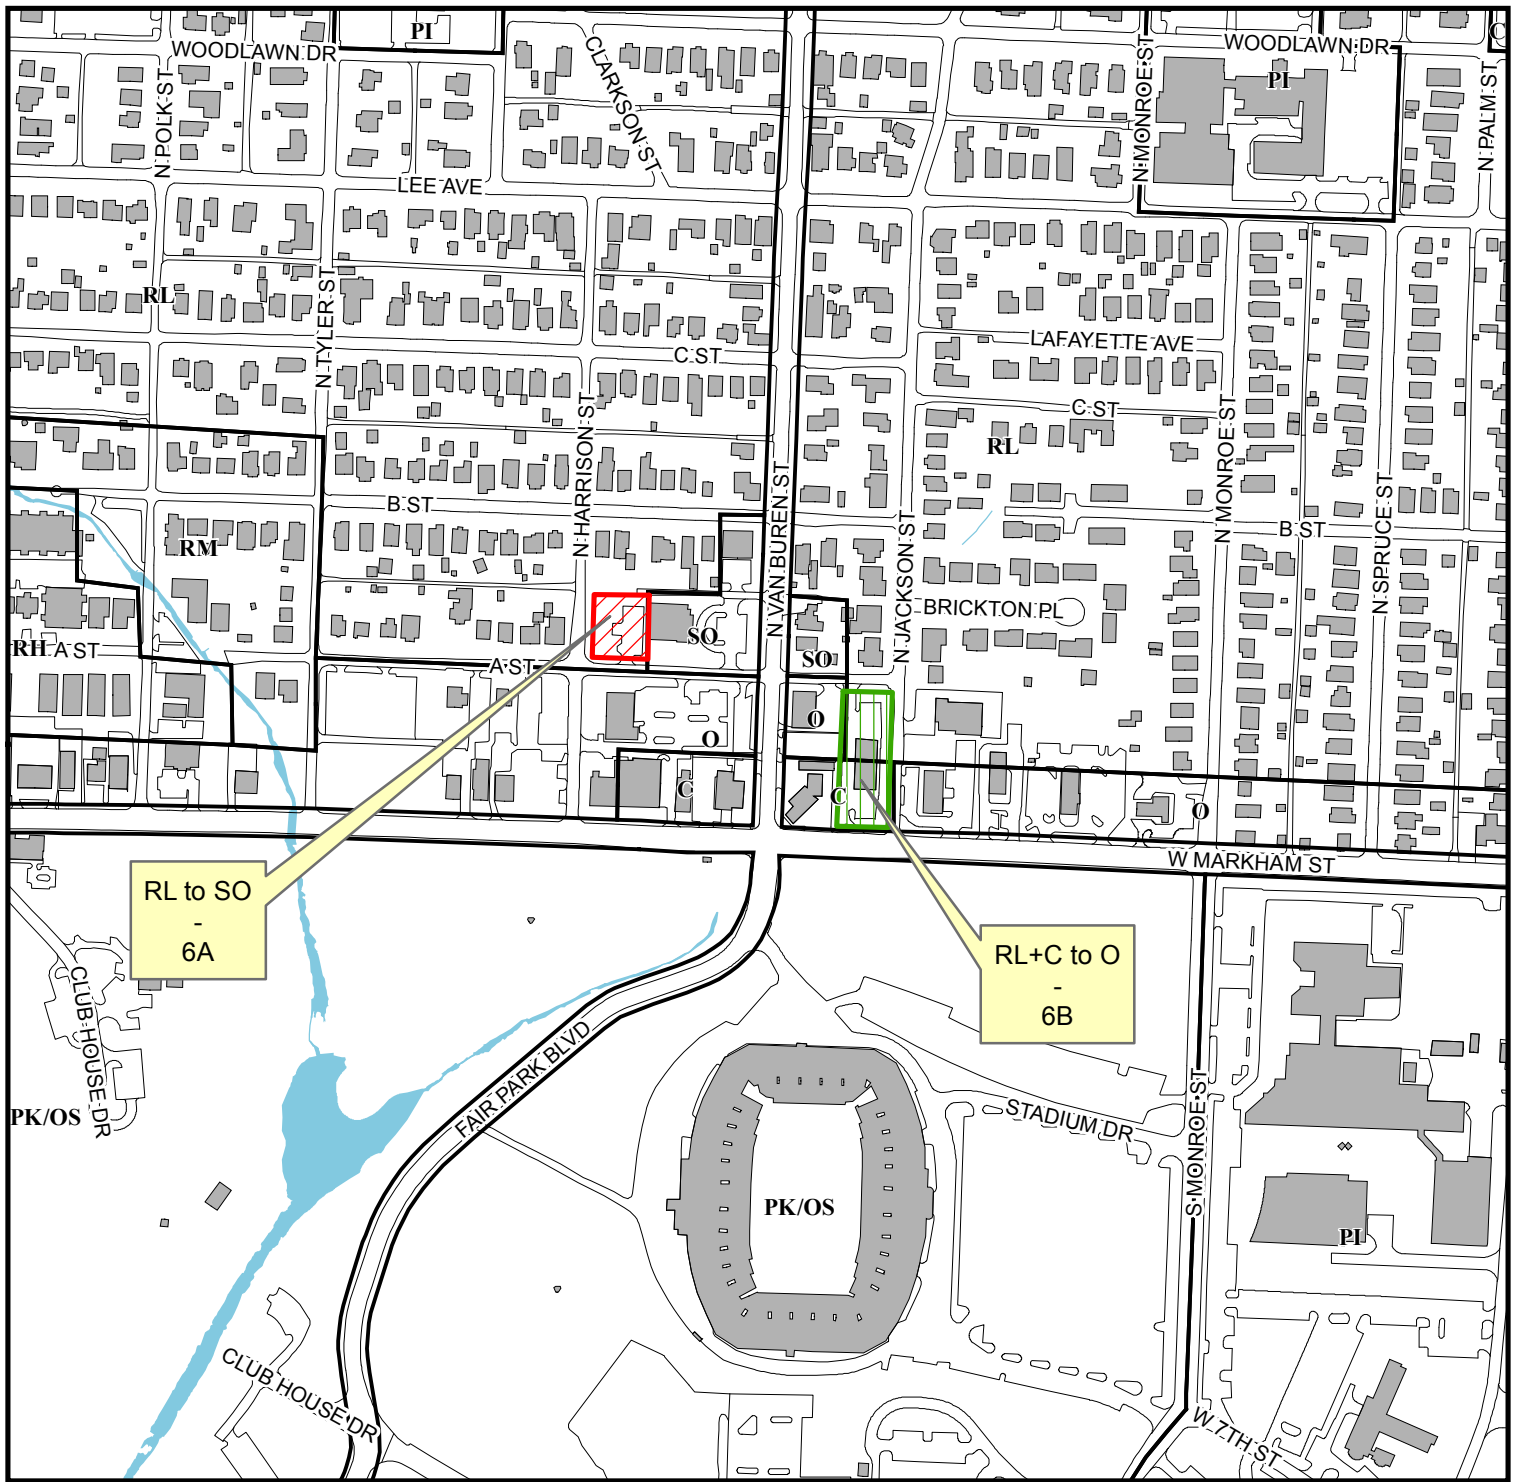 PI
WOODLAWN DR
CLARKSON ST
N POLK ST
N MONROE ST
WOODLAWN DR
PI
C
N PALM ST
LEE AVE
RL
N TYLER ST
C ST
LAFAYETTE AVE
C ST
RL
N HARRISON ST
N VAN BUREN ST
N JACKSON ST
N MONROE ST
N SPRUCE ST
B ST
B ST
RM
BRICKTON PL
RH
A ST
A ST
SO
SO
O
O
C
C
O
W MARKHAM ST
RL to SO
-
6A
RL+C to O
-
6B
CLUB HOUSE DR
PK/OS
FAIR PARK BLVD
STADIUM DR
S MONROE ST
PK/OS
PI
CLUB HOUSE DR
W 7TH ST